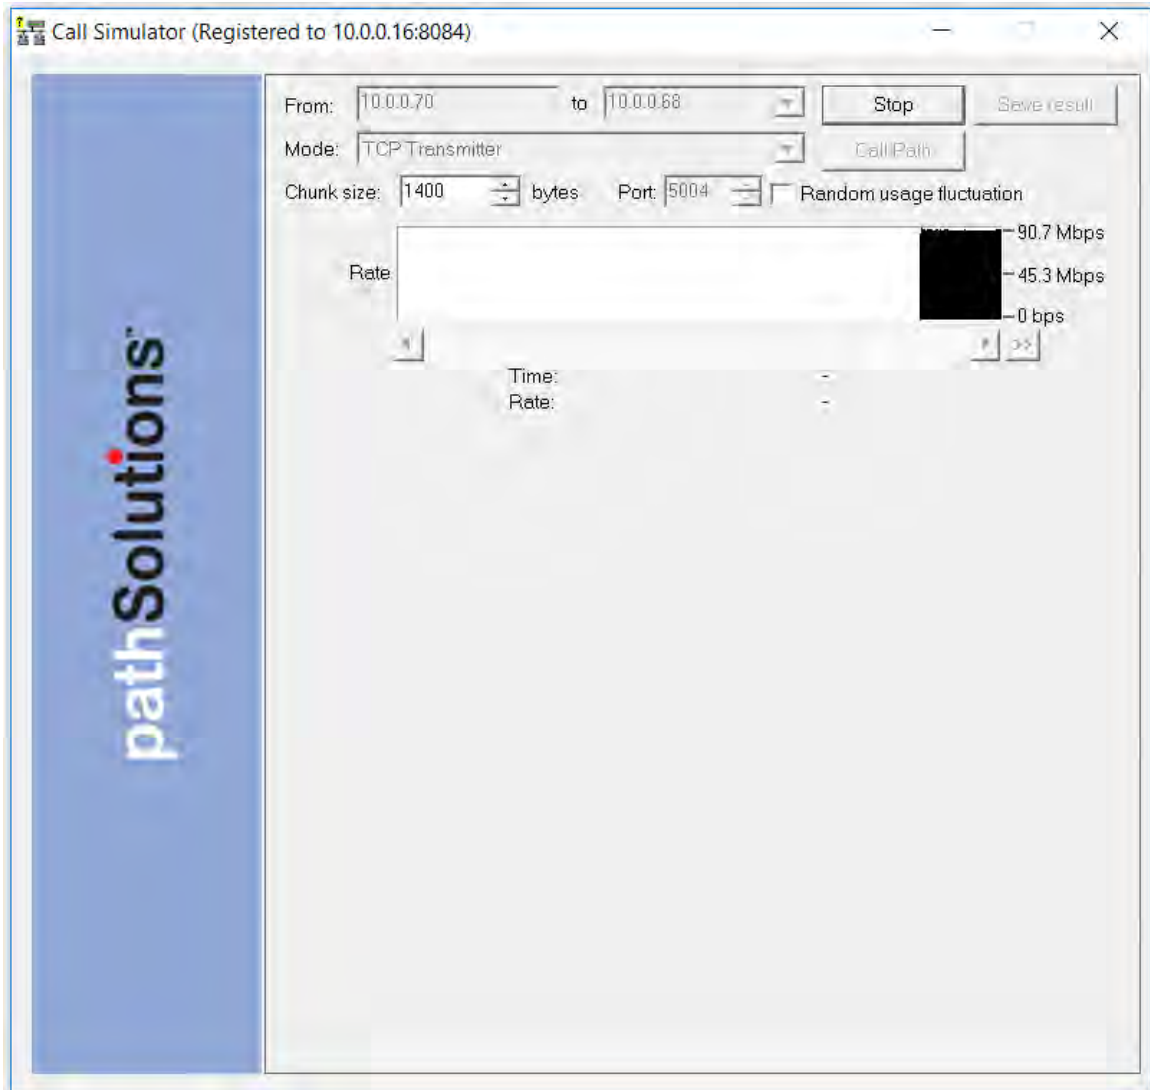 Call Simulator (Registered to 10.0.0.16:8084)
From: 10.0.0.70 to 10.0.0.68 Stop Save result
Mode: TCP Transmitter Call Path
Chunk size: 1400 bytes Port: 5004 Random usage fluctuation
90.7 Mbps
Rate 45.3 Mbps
0 bps
>>
Time: -
Rate: -
pathSolutions™